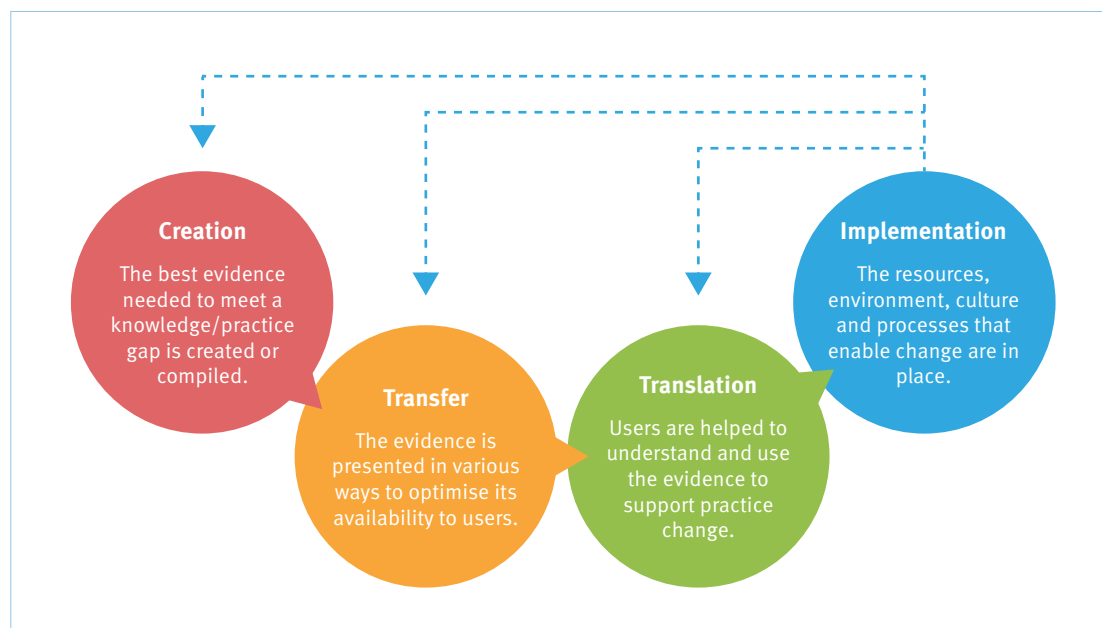 Creation
The best evidence
needed to meet a
knowledge/practice
gap is created or
compiled.
Transfer
The evidence is
presented in various
ways to optimise its
availability to users.
Translation
Users are helped to
understand and use
the evidence to
support practice
change.
Implementation
The resources,
environment, culture
and processes that
enable change are in
place.